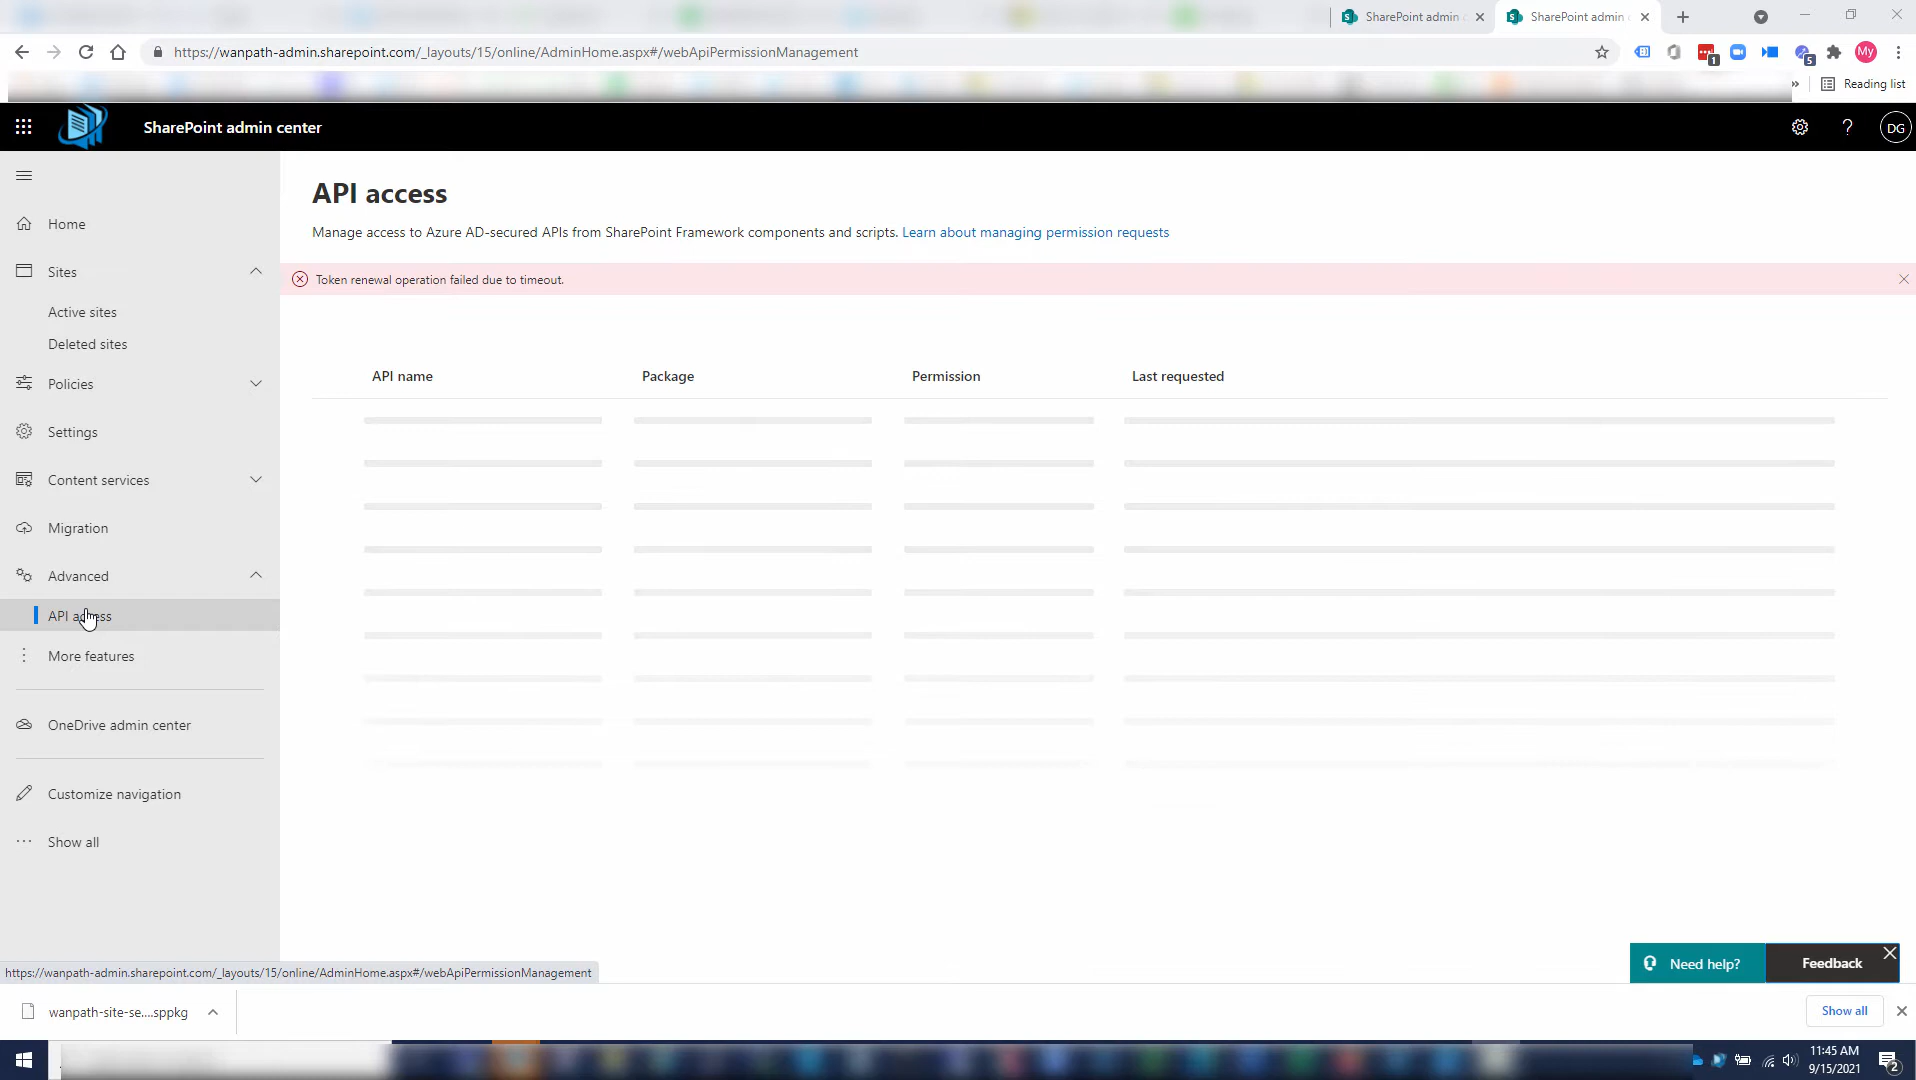 SharePoint admin
SharePoint admin
https://wanpath-admin.sharepoint.com/_layouts/15/online/AdminHome.aspx#/webApiPermissionManagement
1
5
My
»
Reading list
SharePoint admin center
?
DG
API access
Manage access to Azure AD-secured APIs from SharePoint Framework components and scripts. Learn about managing permission requests
Token renewal operation failed due to timeout.
Home
Sites
Active sites
Deleted sites
Policies
Settings
Content services
Migration
Advanced
API access
More features
OneDrive admin center
Customize navigation
Show all
API name
Package
Permission
Last requested
Need help?
Feedback
https://wanpath-admin.sharepoint.com/_layouts/15/online/AdminHome.aspx#/webApiPermissionManagement
wanpath-site-se....sppkg
Show all
11:45 AM
9/15/2021
2